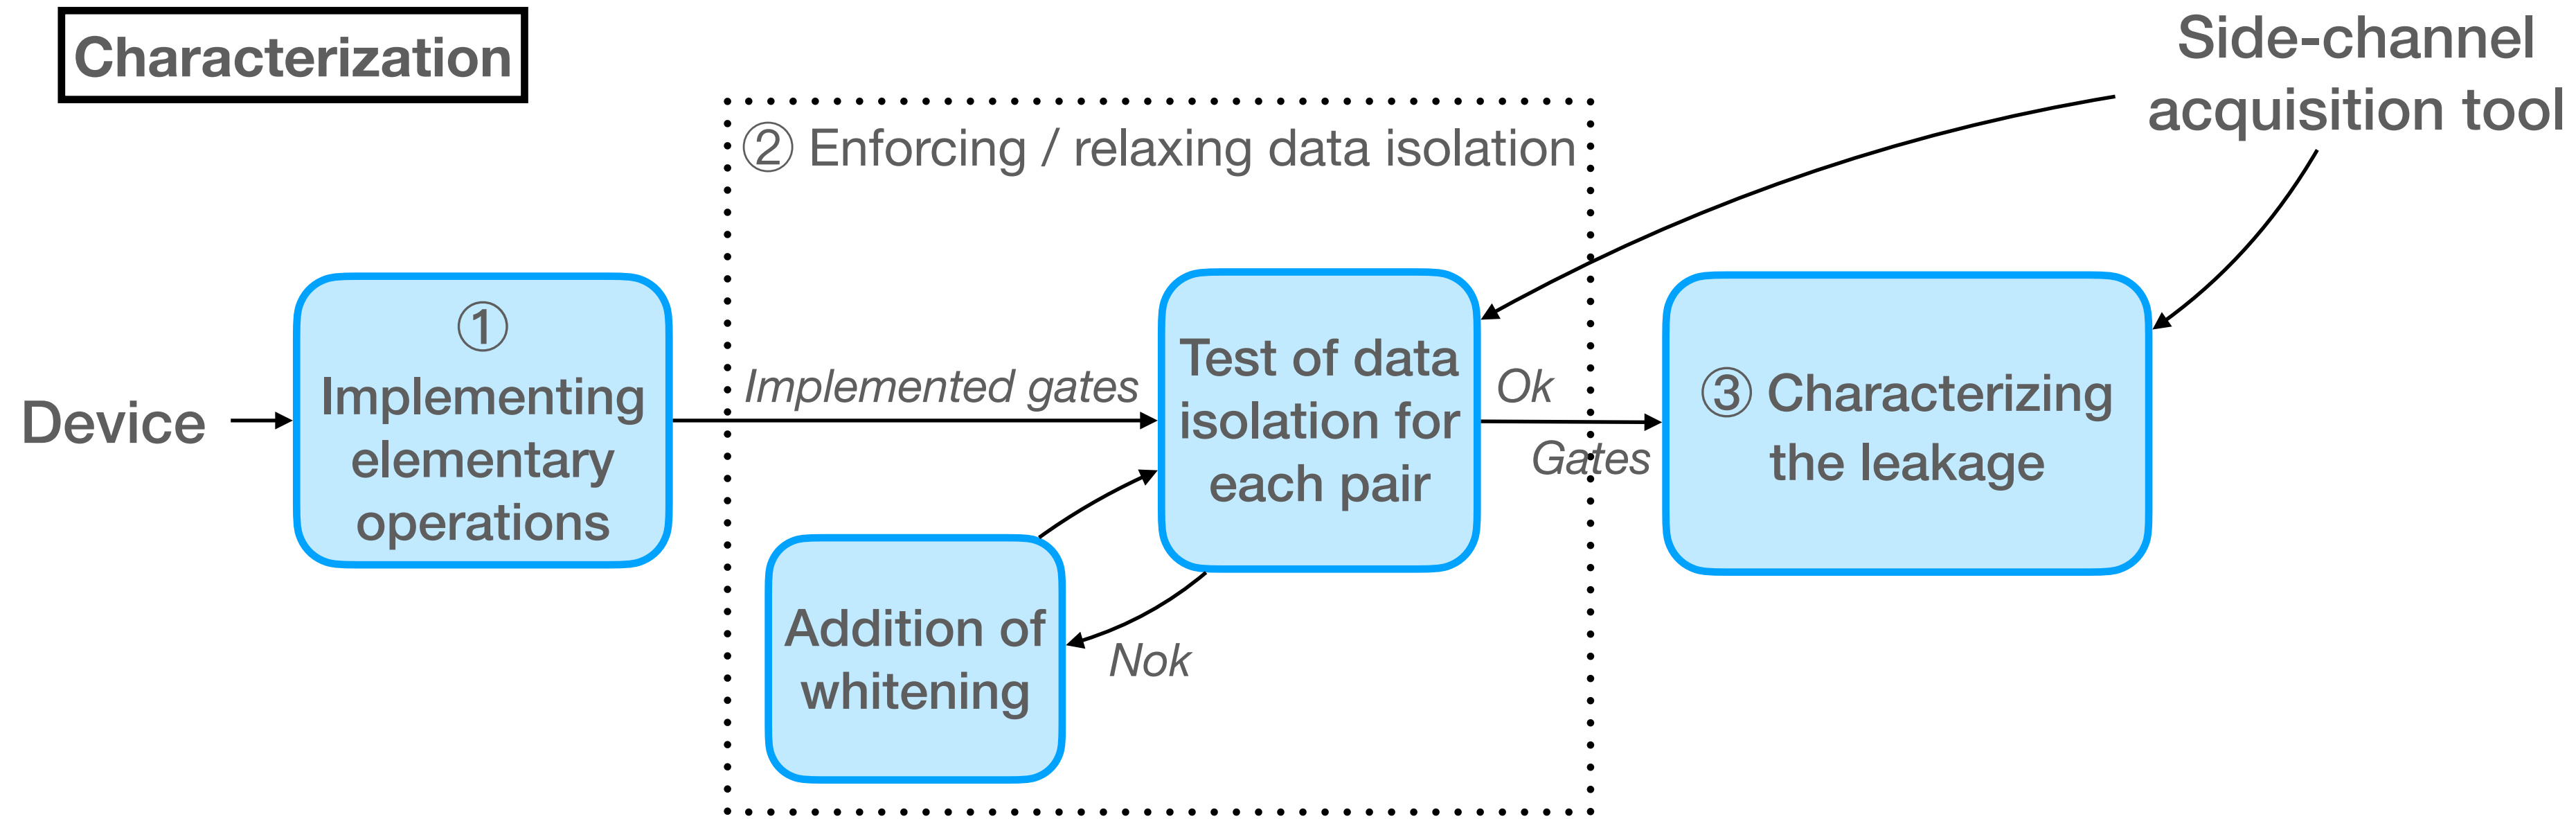 Characterization
Side-channel
acquisition tool
② Enforcing / relaxing data isolation
Device
①
Implementing
elementary
operations
Implemented gates
Test of data
isolation for
each pair
Ok
Gates
③ Characterizing
the leakage
Addition of
whitening
Nok